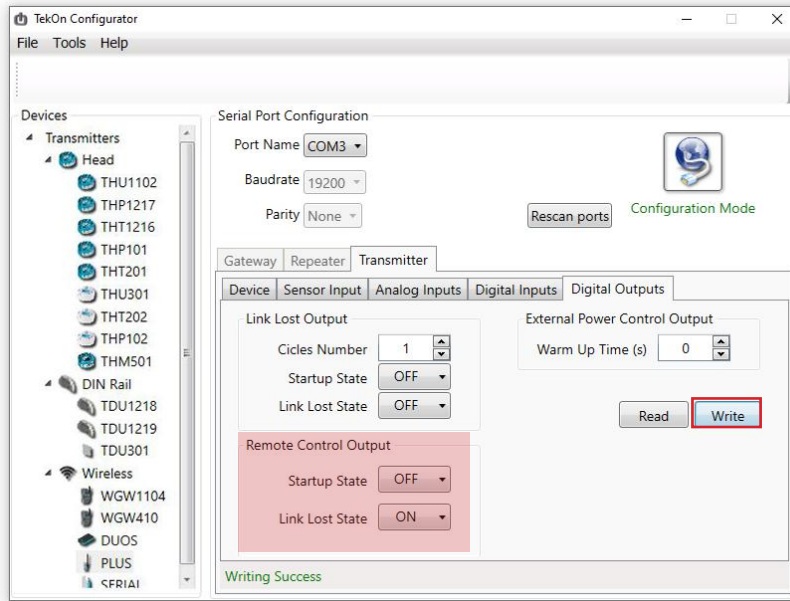 TekOn Configurator
File Tools Help
Devices
Transmitters
Head
THU1102
THP1217
THT1216
THP101
THT201
THU301
THT202
THP102
THM501
DIN Rail
TDU1218
TDU1219
TDU301
Wireless
WGW1104
WGW410
DUOS
PLUS
SERIAL
Serial Port Configuration
Port Name COM3
Baudrate 19200
Parity None
Rescan ports
Configuration Mode
Gateway Repeater Transmitter
Device Sensor Input Analog Inputs Digital Inputs Digital Outputs
Link Lost Output
Cicles Number 1
Startup State OFF
Link Lost State OFF
External Power Control Output
Warm Up Time (s) 0
Read Write
Remote Control Output
Startup State OFF
Link Lost State ON
Writing Success